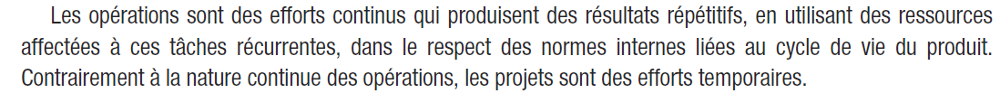 Les opérations sont des efforts continus qui produisent des résultats répétitifs, en utilisant des ressources
affectées à ces tâches récurrentes, dans le respect des normes internes liées au cycle de vie du produit.
Contrairement à la nature continue des opérations, les projets sont des efforts temporaires.